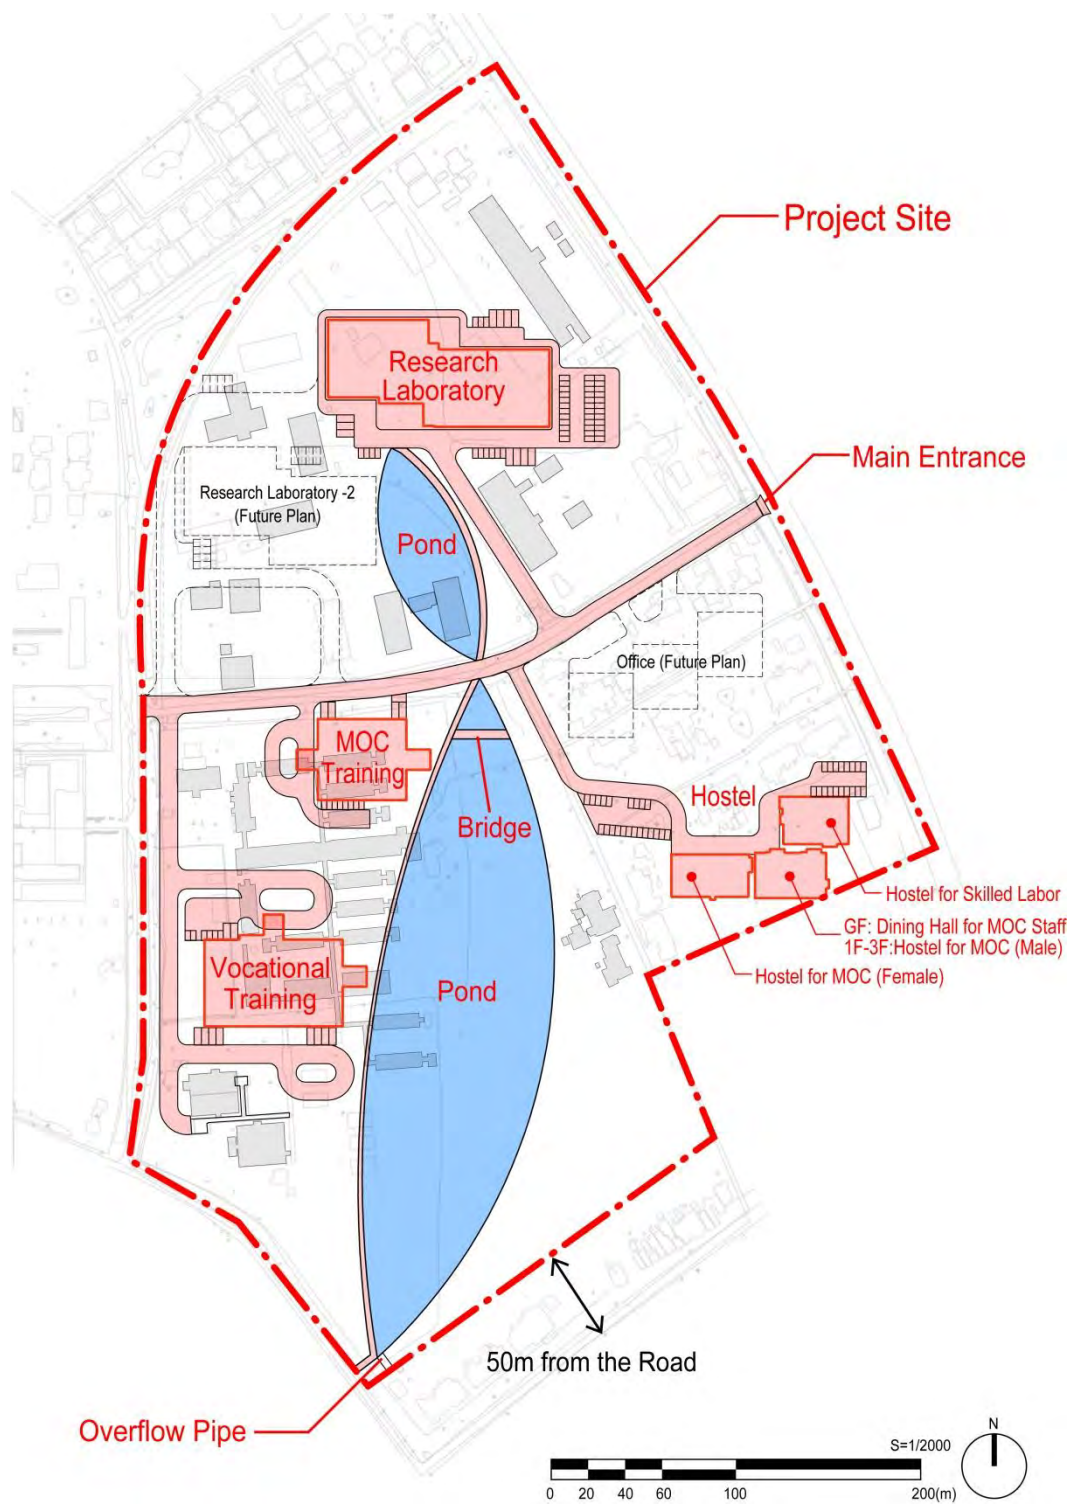 Project Site
Research
Laboratory
Main Entrance
Research Laboratory -2
(Future Plan)
Pond
Office (Future Plan)
MOC
Training
Hostel
Bridge
Hostel for Skilled Labor
GF: Dining Hall for MOC Staff
1F-3F:Hostel for MOC (Male)
Hostel for MOC (Female)
Vocational
Training
Pond
50m from the Road
Overflow Pipe
N
S=1/2000
0 20 40 60 100 200(m)